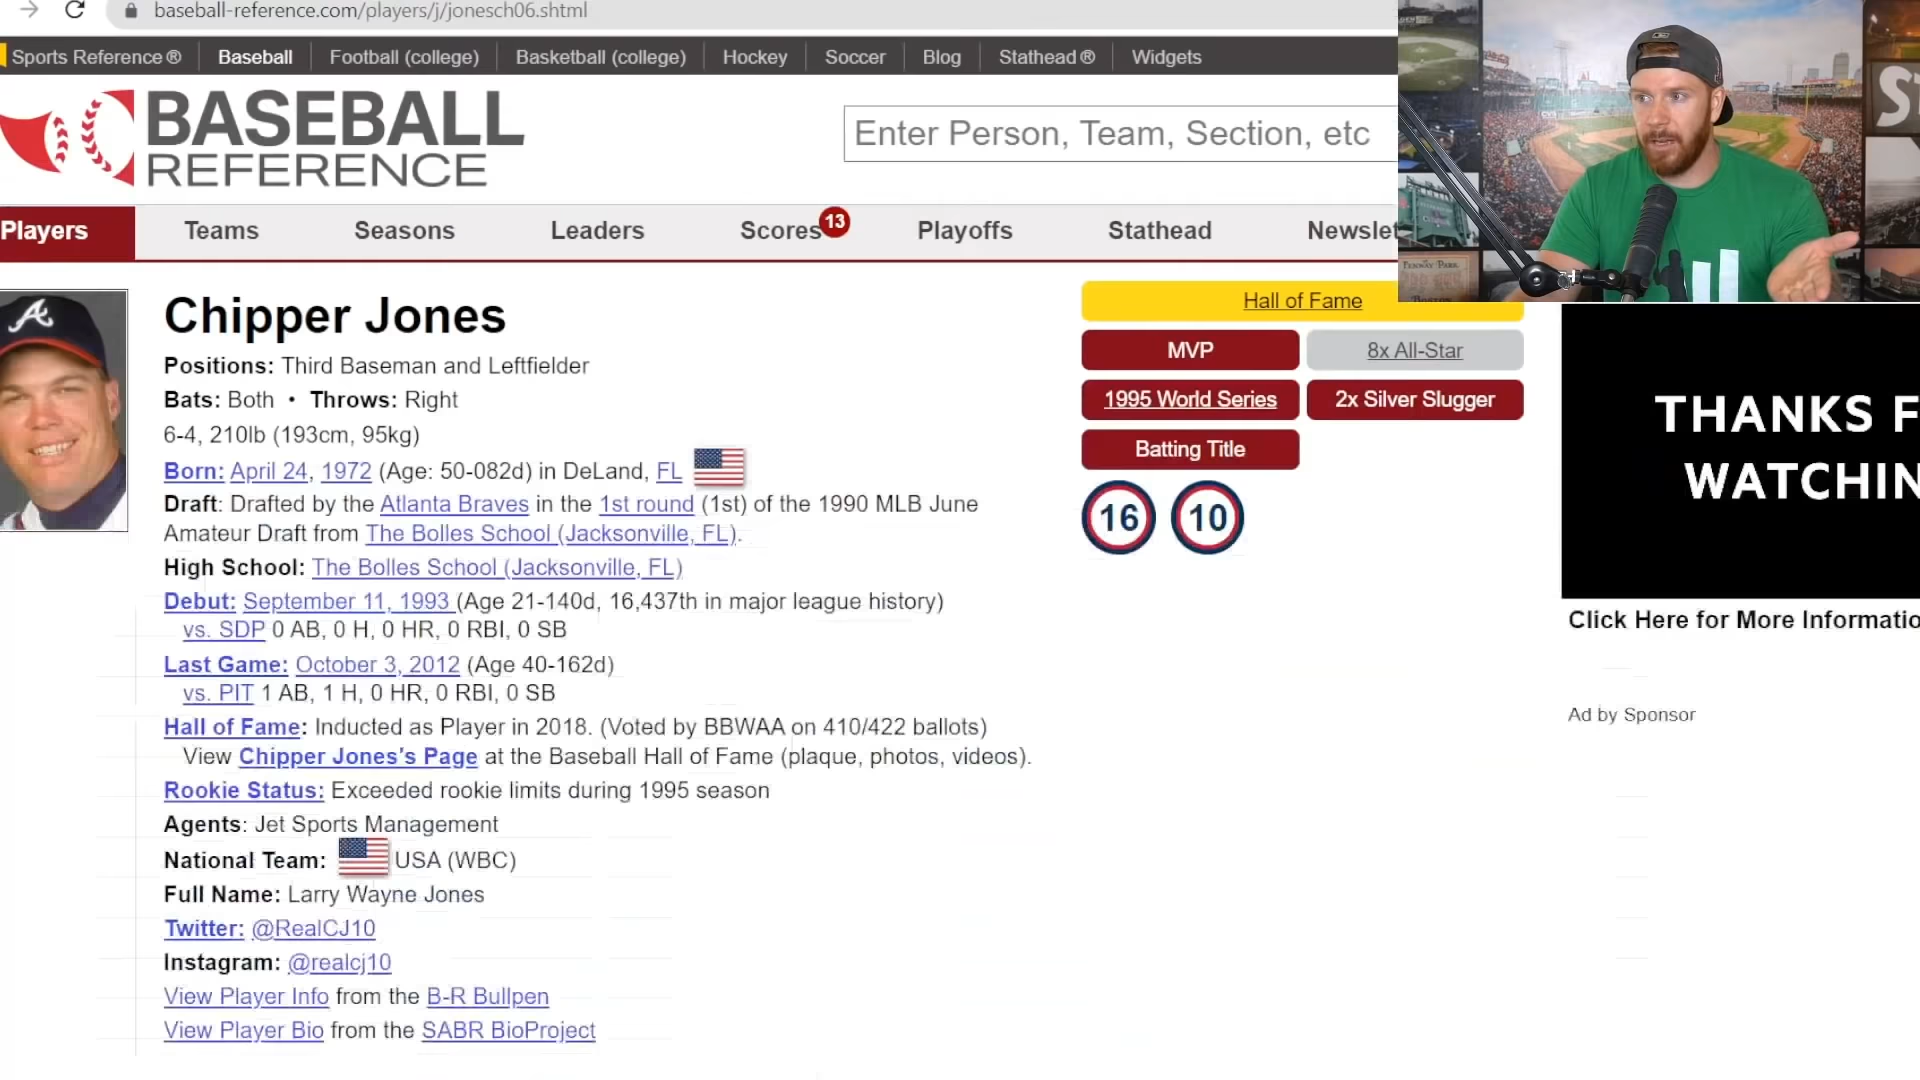 baseball-reference.com/players/j/jonesch06.shtml
Sports Reference ® Baseball Football (college) Basketball (college) Hockey Soccer Blog Stathead ® Widgets
BASEBALL
REFERENCE
Enter Person, Team, Section, etc
Players Teams Seasons Leaders Scores 13 Playoffs Stathead Newslet
Chipper Jones
Positions: Third Baseman and Leftfielder
Bats: Both • Throws: Right
6-4, 210lb (193cm, 95kg)
Born: April 24, 1972 (Age: 50-082d) in DeLand, FL
Draft: Drafted by the Atlanta Braves in the 1st round (1st) of the 1990 MLB June
Amateur Draft from The Bolles School (Jacksonville, FL).
High School: The Bolles School (Jacksonville, FL)
Debut: September 11, 1993 (Age 21-140d, 16,437th in major league history)
vs. SDP 0 AB, 0 H, 0 HR, 0 RBI, 0 SB
Last Game: October 3, 2012 (Age 40-162d)
vs. PIT 1 AB, 1 H, 0 HR, 0 RBI, 0 SB
Hall of Fame: Inducted as Player in 2018. (Voted by BBWAA on 410/422 ballots)
View Chipper Jones's Page at the Baseball Hall of Fame (plaque, photos, videos).
Rookie Status: Exceeded rookie limits during 1995 season
Agents: Jet Sports Management
National Team: USA (WBC)
Full Name: Larry Wayne Jones
Twitter: @RealCJ10
Instagram: @realcj10
View Player Info from the B-R Bullpen
View Player Bio from the SABR BioProject
Hall of Fame
MVP 8x All-Star
1995 World Series 2x Silver Slugger
Batting Title
16 10
THANKS F
WATCHIN
Click Here for More Informatio
Ad by Sponsor
A
ST
FENWAY PARK
BOSTON